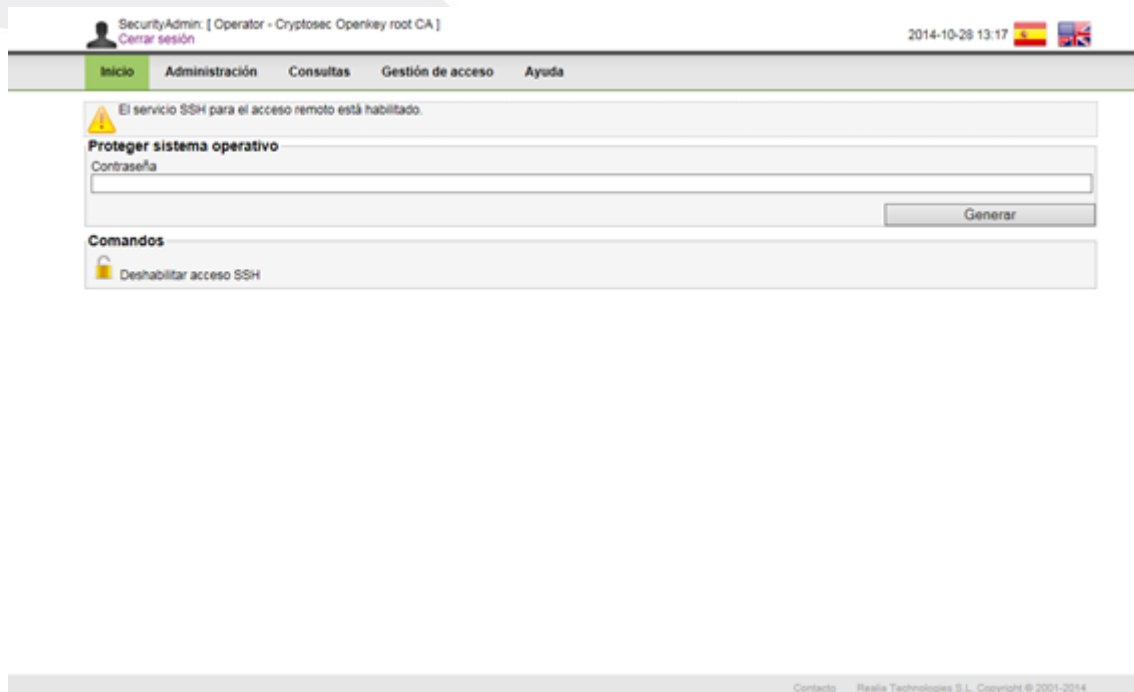 SecurityAdmin: [ Operator - Cryptosec Openkey root CA ]
Cerrar sesión
2014-10-28 13:17
Inicio Administración Consultas Gestión de acceso Ayuda
El servicio SSH para el acceso remoto está habilitado.
Proteger sistema operativo
Contraseña
Generar
Comandos
Deshabilitar acceso SSH
Contacto Realia Technologies S.L. Copyright © 2001-2014